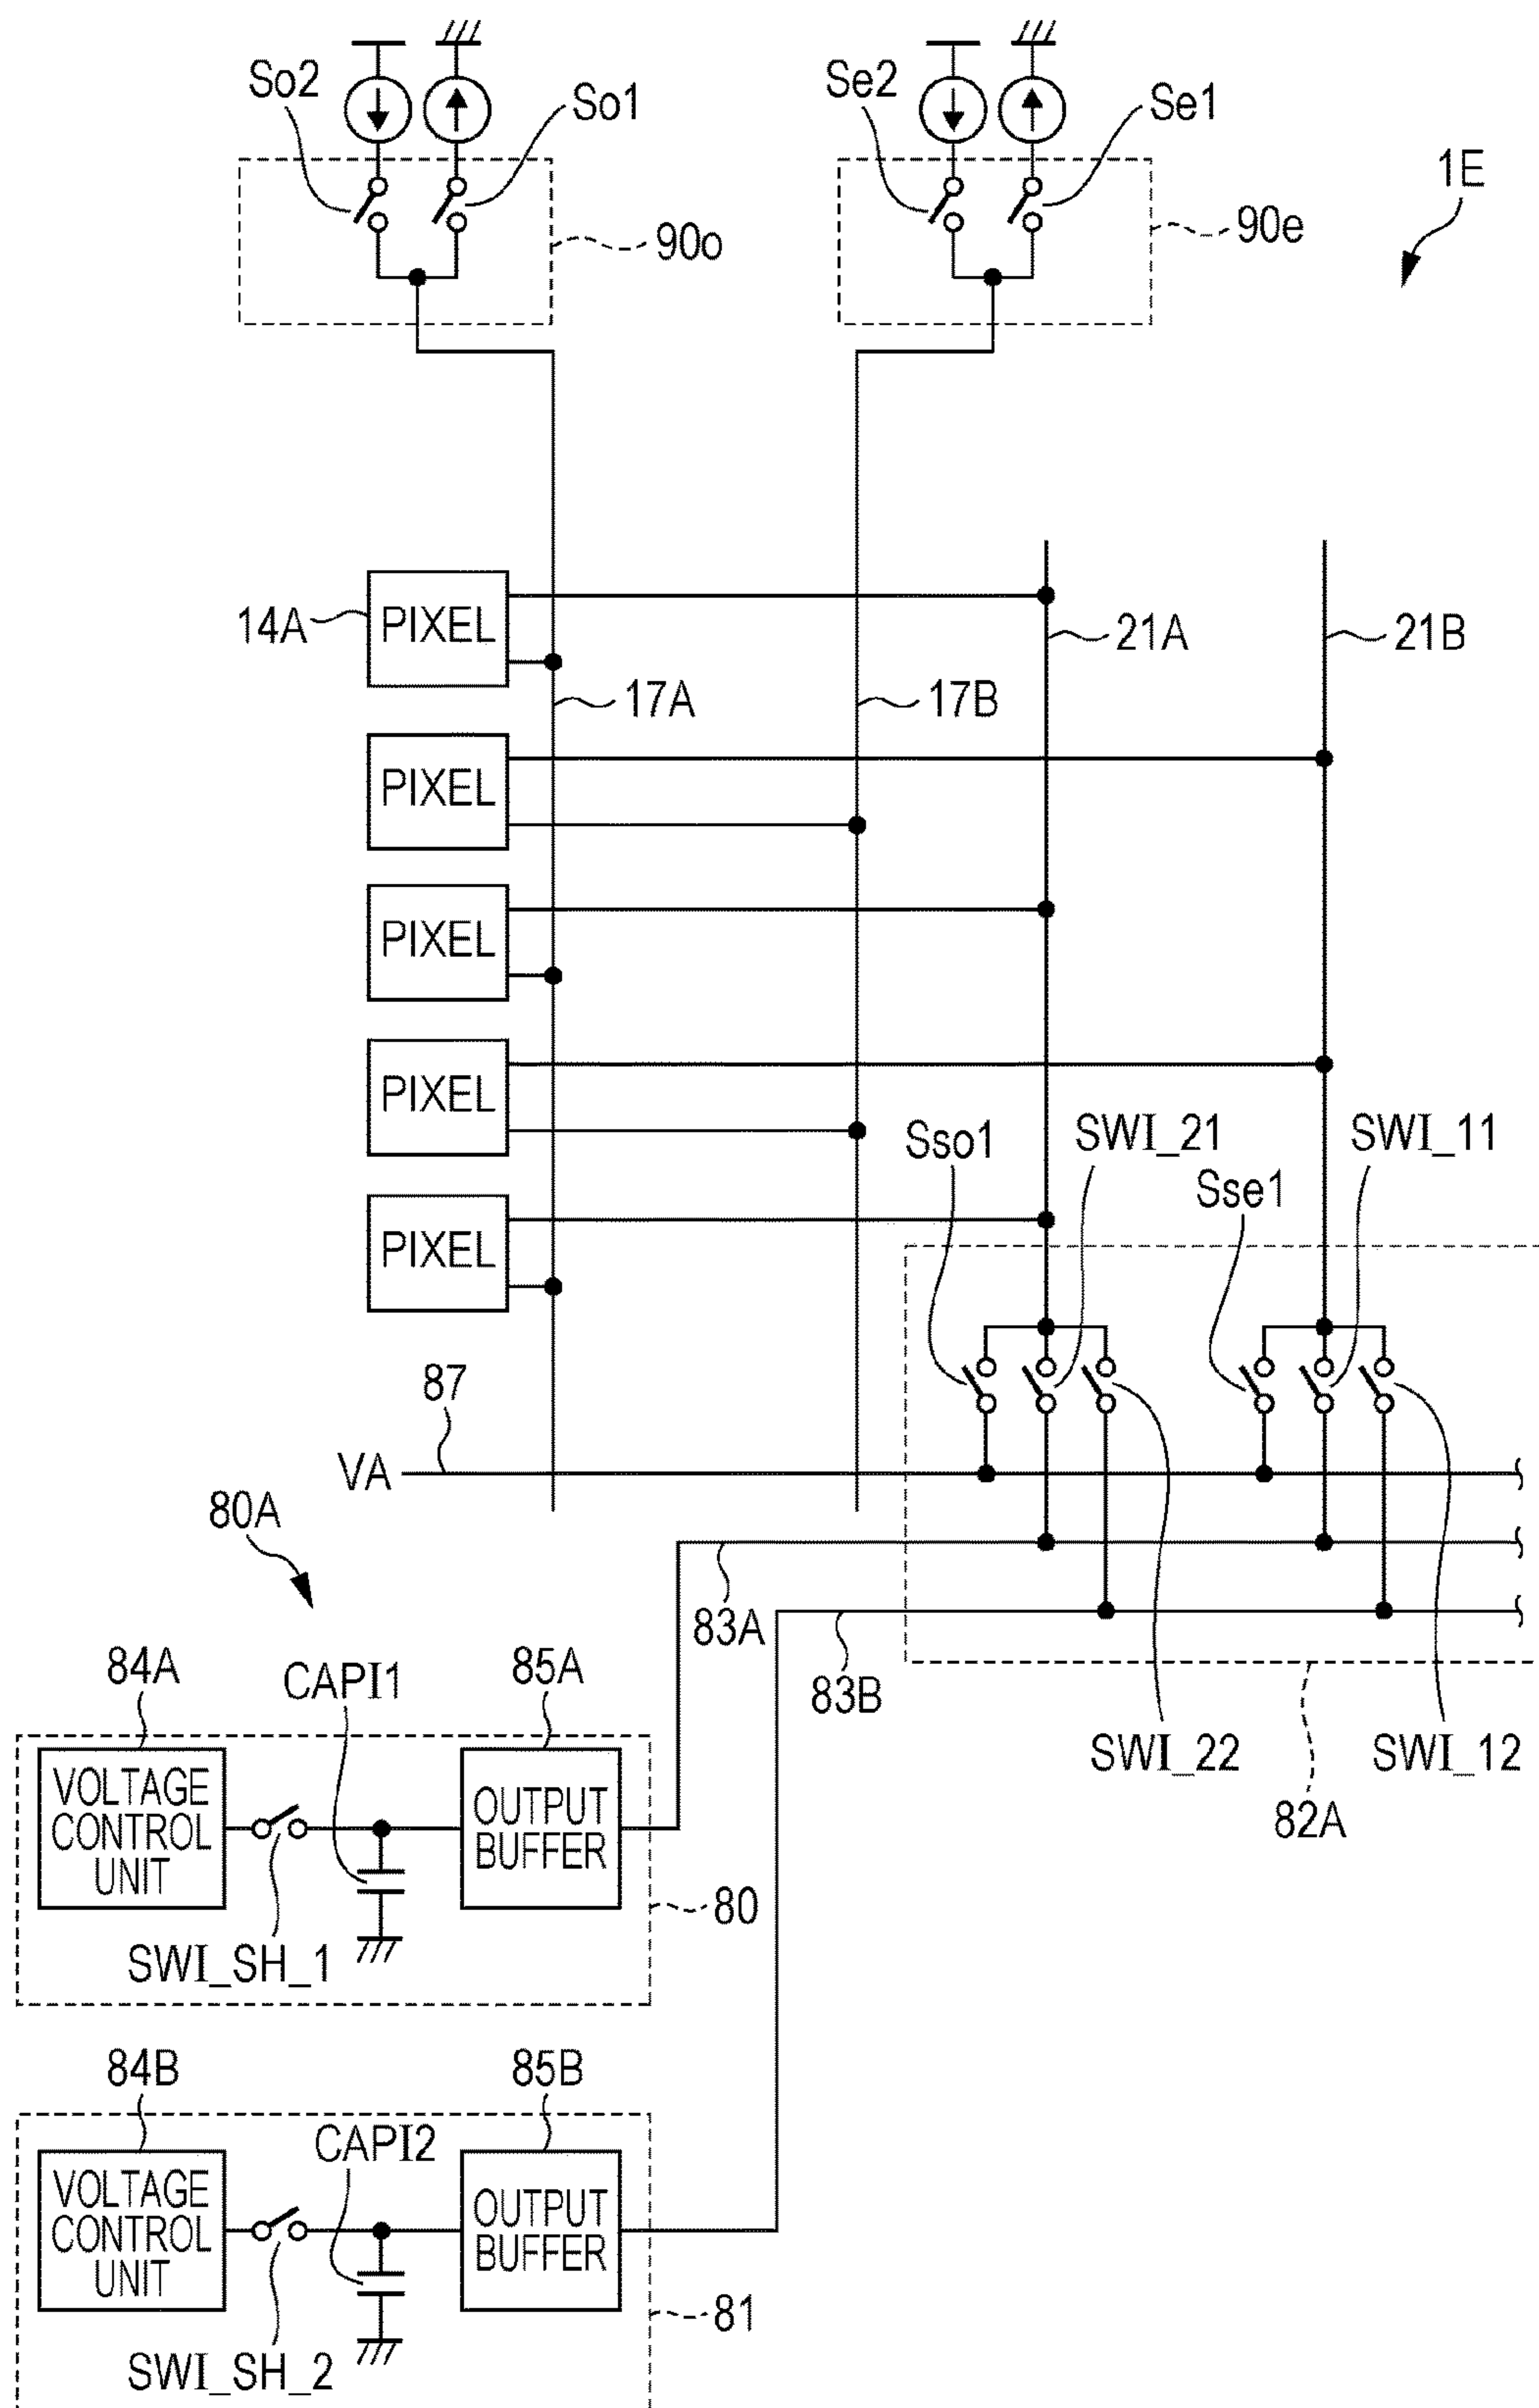 So2
So1
Se2
Se1
1E
90o
90e
14A
PIXEL
21A
21B
17A
17B
PIXEL
PIXEL
PIXEL
Sso1
SWI_21
SWI_11
Sse1
PIXEL
87
VA
80A
83A
83B
84A
CAPI1
85A
SWI_22
SWI_12
82A
VOLTAGE
CONTROL
UNIT
OUTPUT
BUFFER
80
SWI_SH_1
84B
85B
CAPI2
VOLTAGE
CONTROL
UNIT
OUTPUT
BUFFER
81
SWI_SH_2